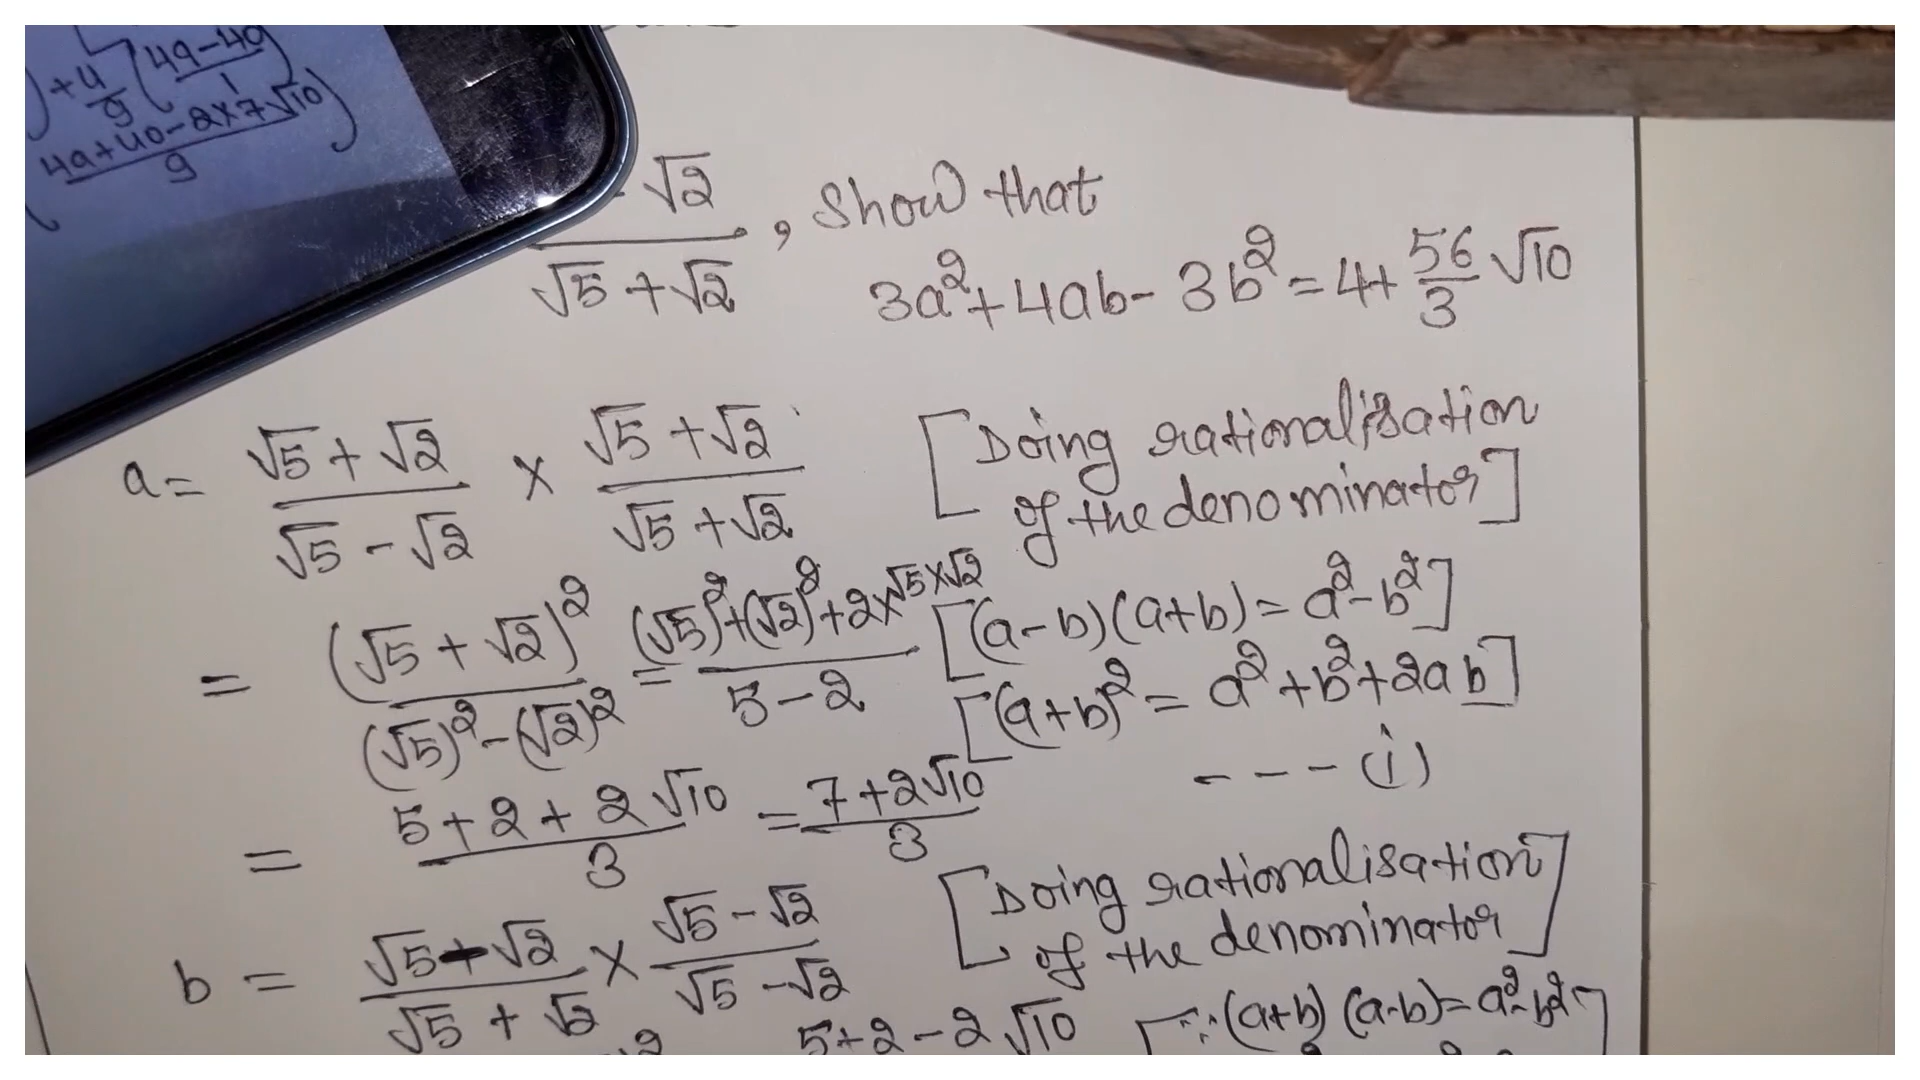 ) + 4/9 (49-40/1)
49+40-2×7√10/9)
-√2/√5+√2, Show that
3a²+4ab-3b²=4+56/3√10
a= √5+√2/√5-√2 × √5+√2/√5+√2 [Doing rationalisation
of the denominator]
= (√5+√2)²/(√5)²-(√2)² = (√5)²+(√2)²+2×√5×√2/5-2 [(a-b)(a+b)=a²-b²]
[(a+b)²=a²+b²+2ab]
= 5+2+2√10/3 = 7+2√10/3 ---(i)
b = √5-√2/√5+√2 × √5-√2/√5-√2 [Doing rationalisation
of the denominator]
5+2-2√10 [∵(a+b)(a-b)=a²-b²]